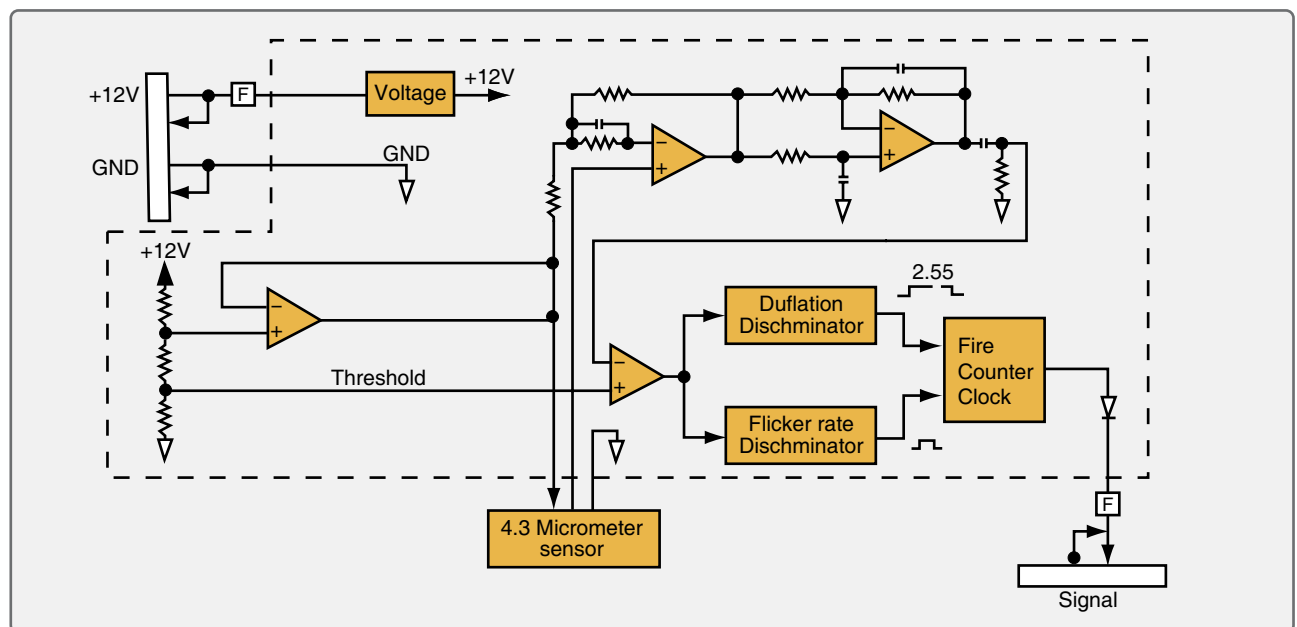 +12V
F
Voltage
+12V
GND
GND
−
+
−
+
+12V
−
+
Threshold
−
+
Duflation
Dischminator
2.55
Flicker rate
Dischminator
Fire
Counter
Clock
4.3 Micrometer
sensor
F
Signal